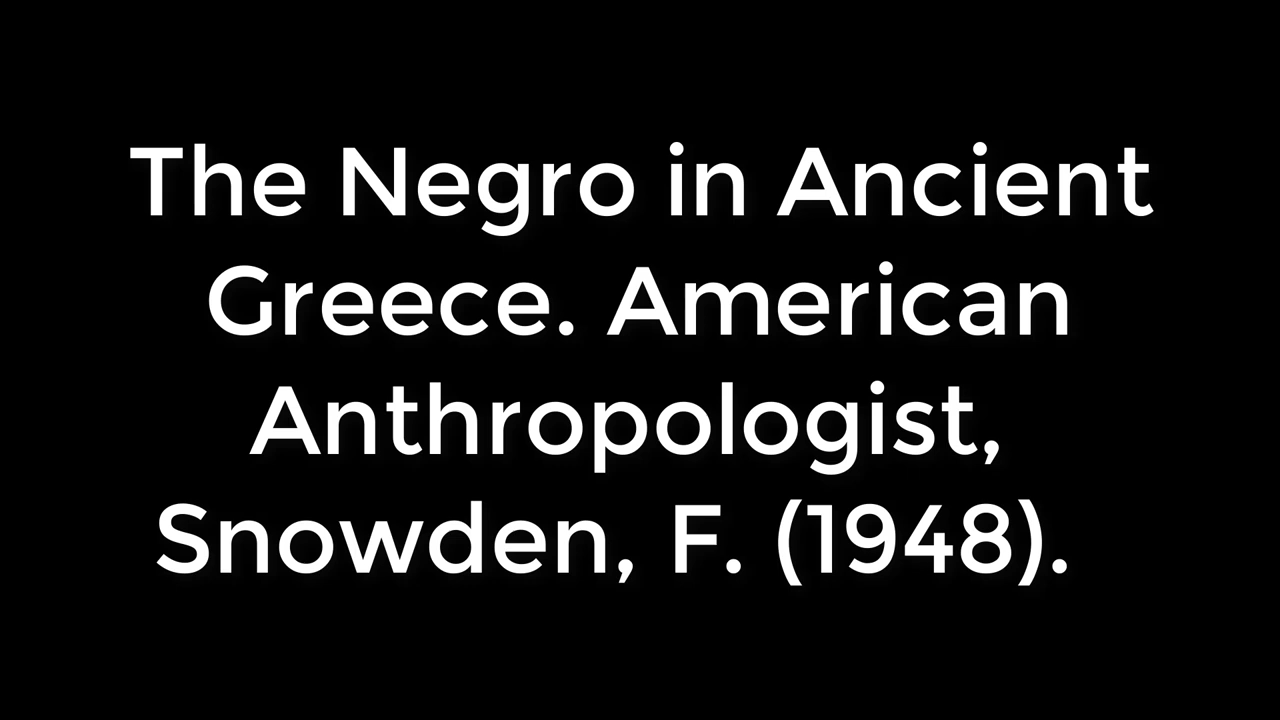 The Negro in Ancient
Greece. American
Anthropologist,
Snowden, F. (1948).